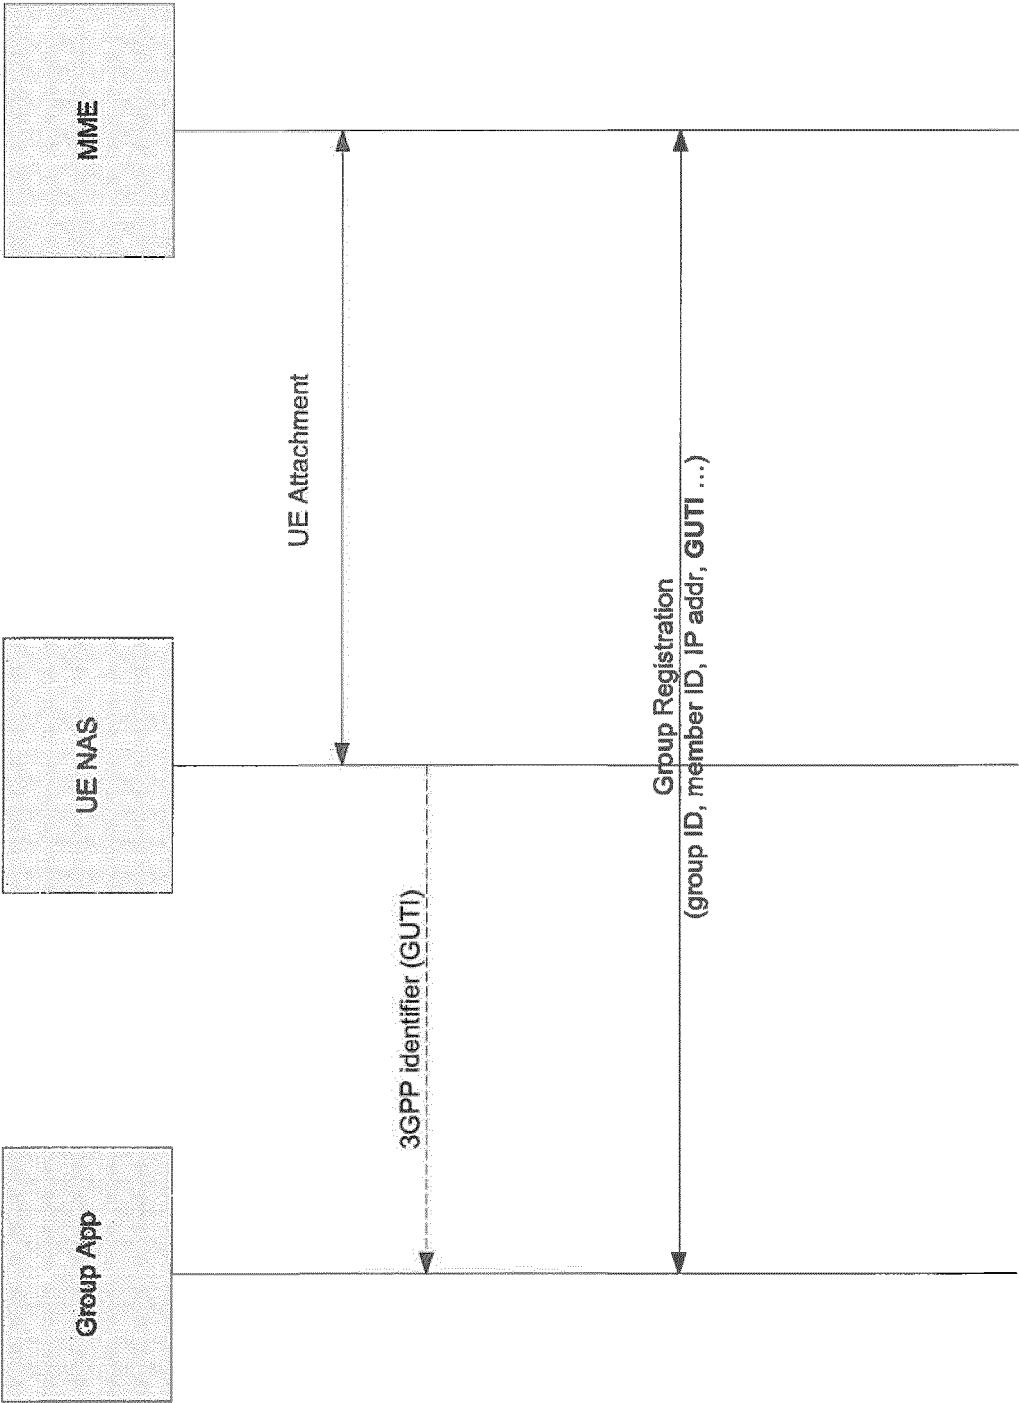 Group App
UE NAS
MME
UE Attachment
3GPP identifier (GUTI)
Group Registration
(group ID, member ID, IP addr, GUTI ...)